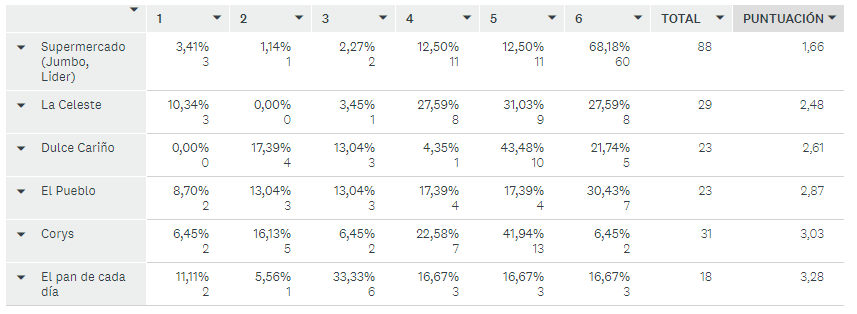 1 2 3 4 5 6 TOTAL PUNTUACIÓN
Supermercado 3,41% 1,14% 2,27% 12,50% 12,50% 68,18% 88 1,66
(Jumbo, 3 1 2 11 11 60
Lider)
La Celeste 10,34% 0,00% 3,45% 27,59% 31,03% 27,59% 29 2,48
3 0 1 8 9 8
Dulce Cariño 0,00% 17,39% 13,04% 4,35% 43,48% 21,74% 23 2,61
0 4 3 1 10 5
El Pueblo 8,70% 13,04% 13,04% 17,39% 17,39% 30,43% 23 2,87
2 3 3 4 4 7
Corys 6,45% 16,13% 6,45% 22,58% 41,94% 6,45% 31 3,03
2 5 2 7 13 2
El pan de cada 11,11% 5,56% 33,33% 16,67% 16,67% 16,67% 18 3,28
día 2 1 6 3 3 3